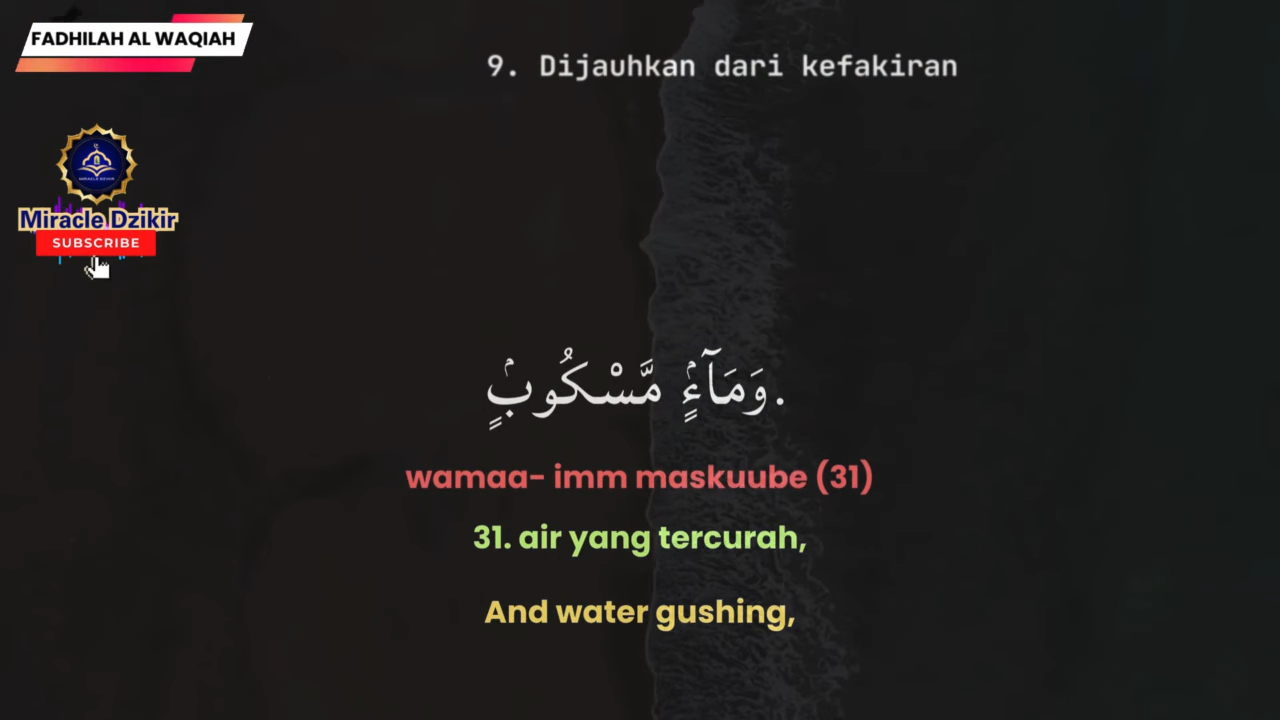 FADHILAH AL WAQIAH
9. Dijauhkan dari kefakiran
Miracle Dzikir
SUBSCRIBE
وَمَآءٍۢ مَّسْكُوبٍۢ.
wamaa- imm maskuube (31)
31. air yang tercurah,
And water gushing,